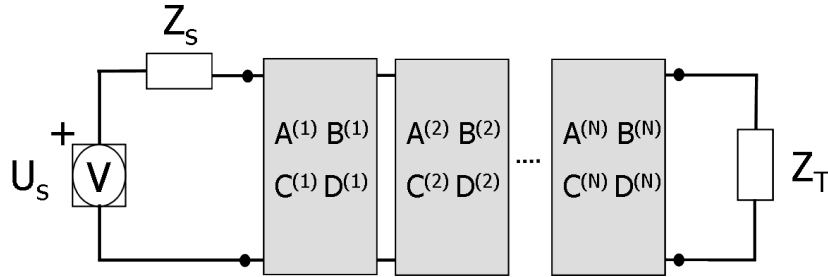 Z_S
+
U_S
V
A^(1) B^(1)
C^(1) D^(1)
A^(2) B^(2)
C^(2) D^(2)
....
A^(N) B^(N)
C^(N) D^(N)
Z_T